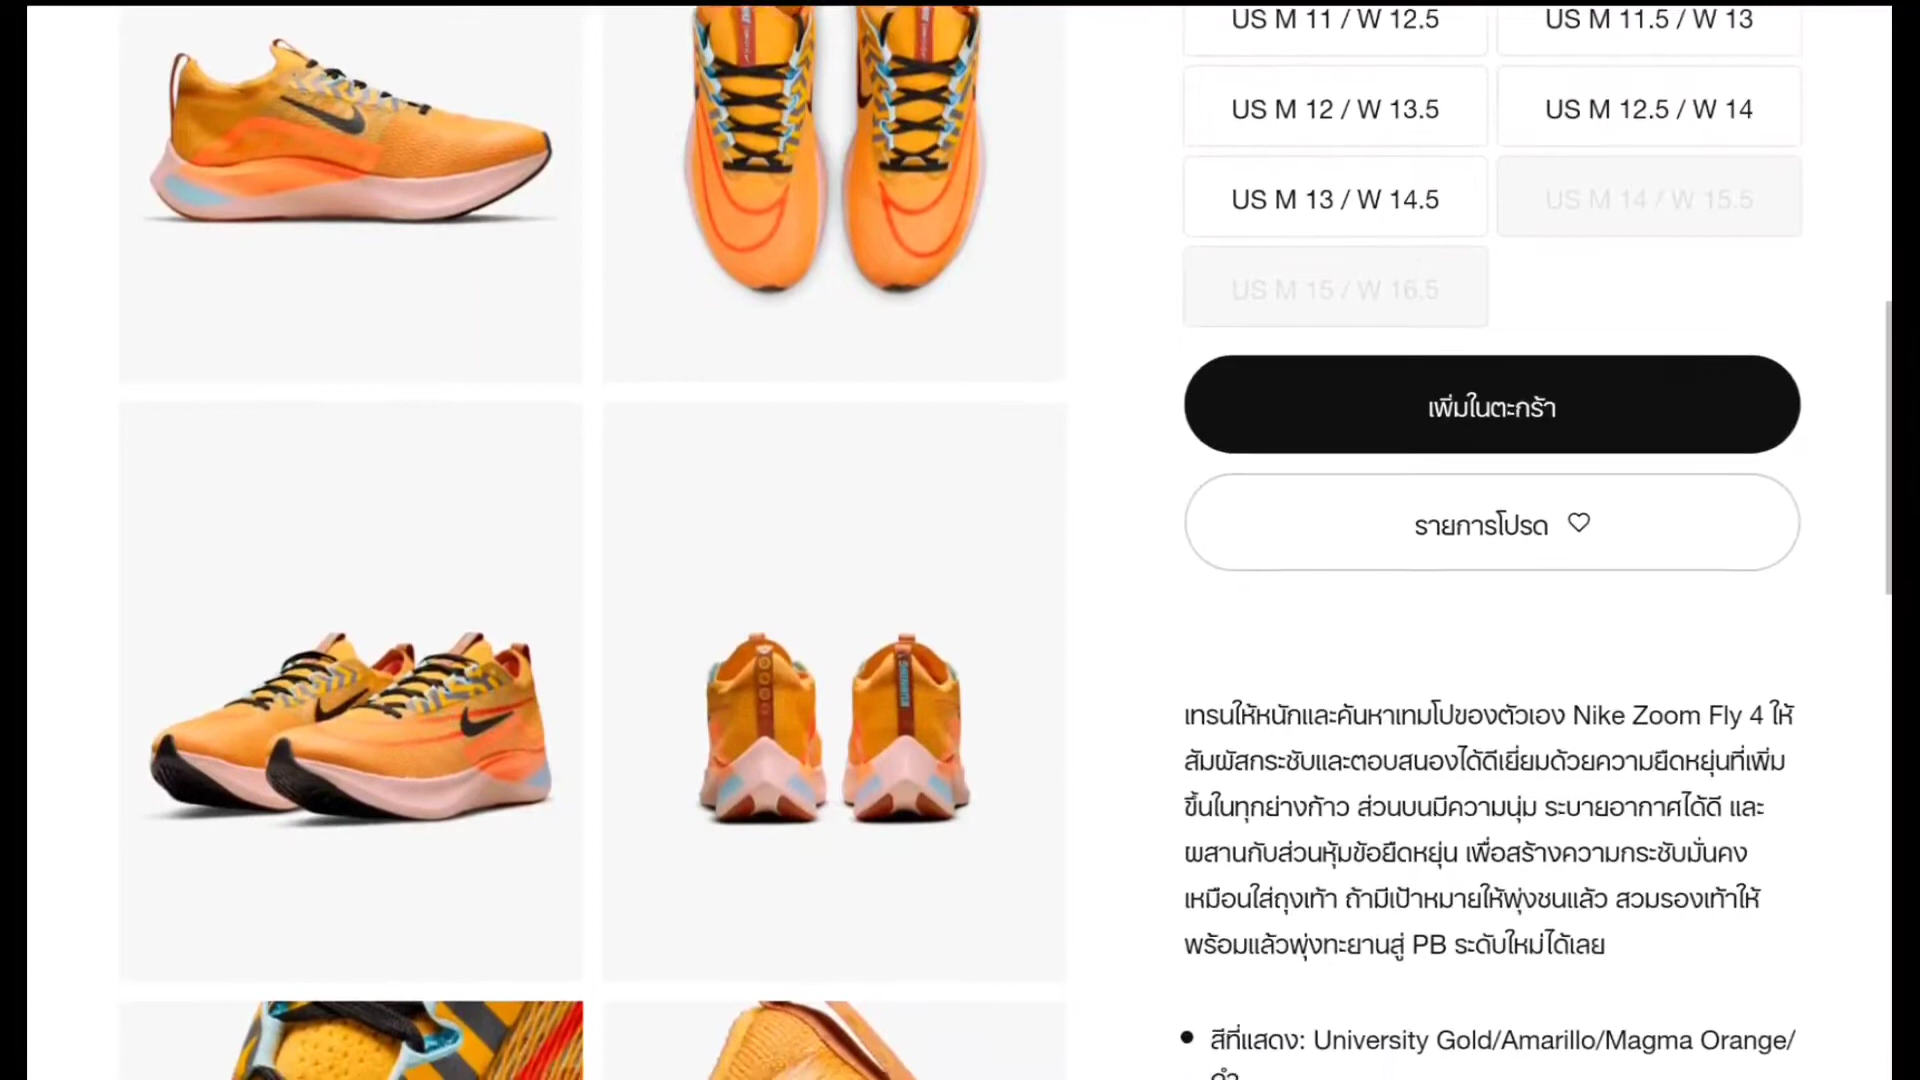 US M 11 / W 12.5
US M 11.5 / W 13
US M 12 / W 13.5
US M 12.5 / W 14
US M 13 / W 14.5
US M 14 / W 15.5
US M 15 / W 16.5
เพิ่มในตะกร้า
รายการโปรด
เทรนให้หนักและค้นหาเทมโปของตัวเอง Nike Zoom Fly 4 ให้
สัมผัสกระชับและตอบสนองได้ดีเยี่ยมด้วยความยืดหยุ่นที่เพิ่ม
ขึ้นในทุกย่างก้าว ส่วนบนมีความนุ่ม ระบายอากาศได้ดี และ
ผสานกับส่วนหุ้มข้อยืดหยุ่น เพื่อสร้างความกระชับมั่นคง
เหมือนใส่ถุงเท้า ถ้ามีเป้าหมายให้พุ่งชนแล้ว สวมรองเท้าให้
พร้อมแล้วพุ่งทะยานสู่ PB ระดับใหม่ได้เลย
สีที่แสดง: University Gold/Amarillo/Magma Orange/